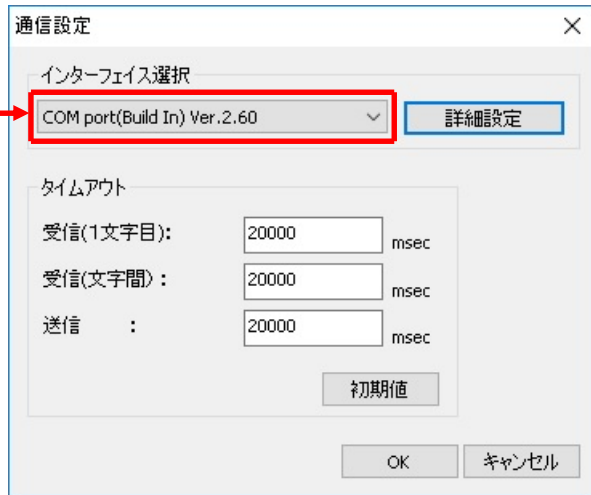 通信設定
インターフェイス選択
COM port(Build In) Ver.2.60
詳細設定
タイムアウト
受信(1文字目): 20000 msec
受信(文字間): 20000 msec
送信 : 20000 msec
初期値
OK キャンセル